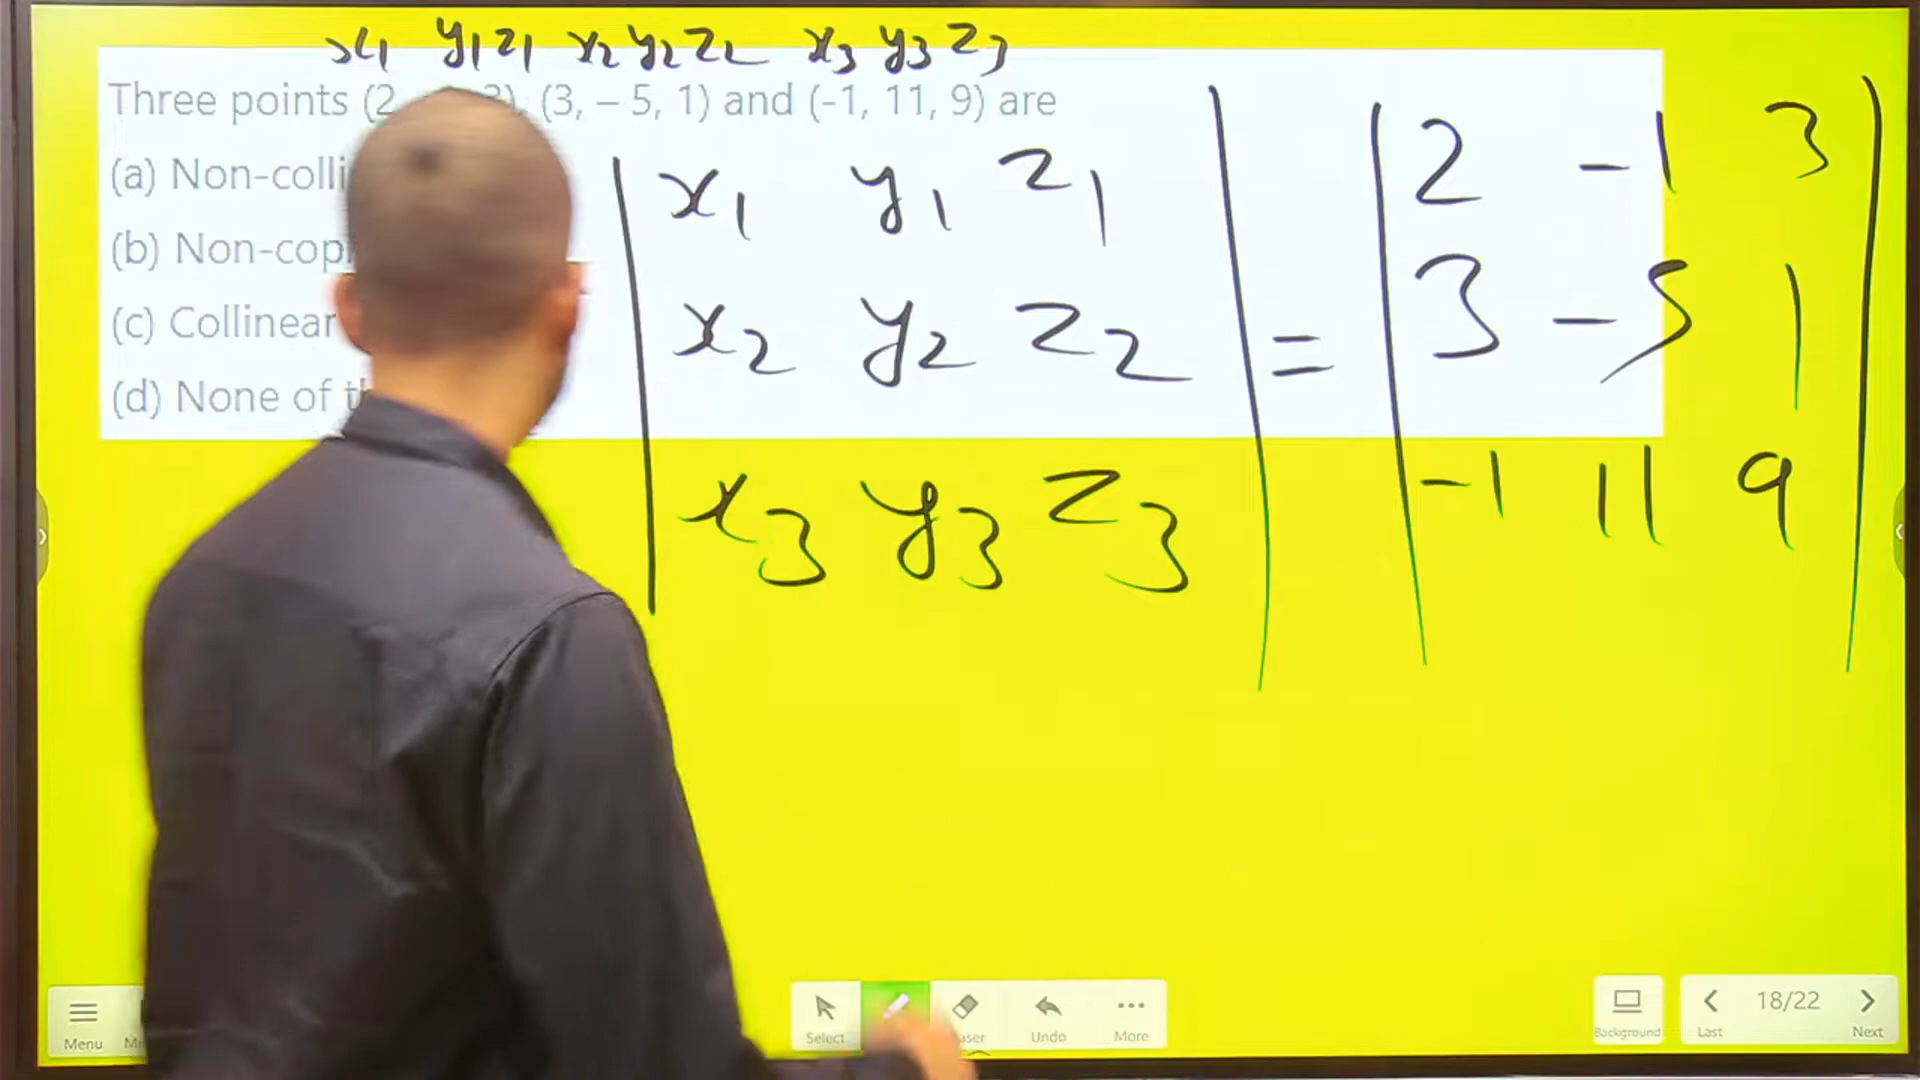 x1 y1 z1 x2 y2 z2 x3 y3 z3
Three points (2 3), (3, – 5, 1) and (-1, 11, 9) are
(a) Non-colli
(b) Non-cop
(c) Collinear
(d) None of t
x1 y1 z1
x2 y2 z2
x3 y3 z3
=
2 -1 3
3 -5 1
-1 11 9
Menu Select aser Undo More Background Last 18/22 Next